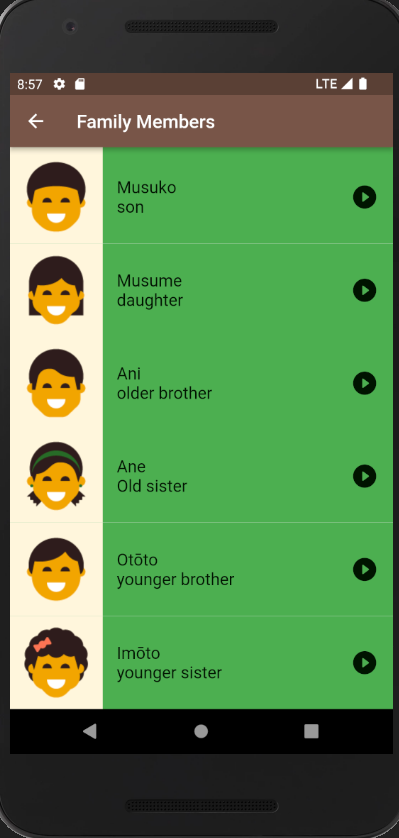 8:57 LTE
Family Members
Musuko
son
Musume
daughter
Ani
older brother
Ane
Old sister
Otōto
younger brother
Imōto
younger sister